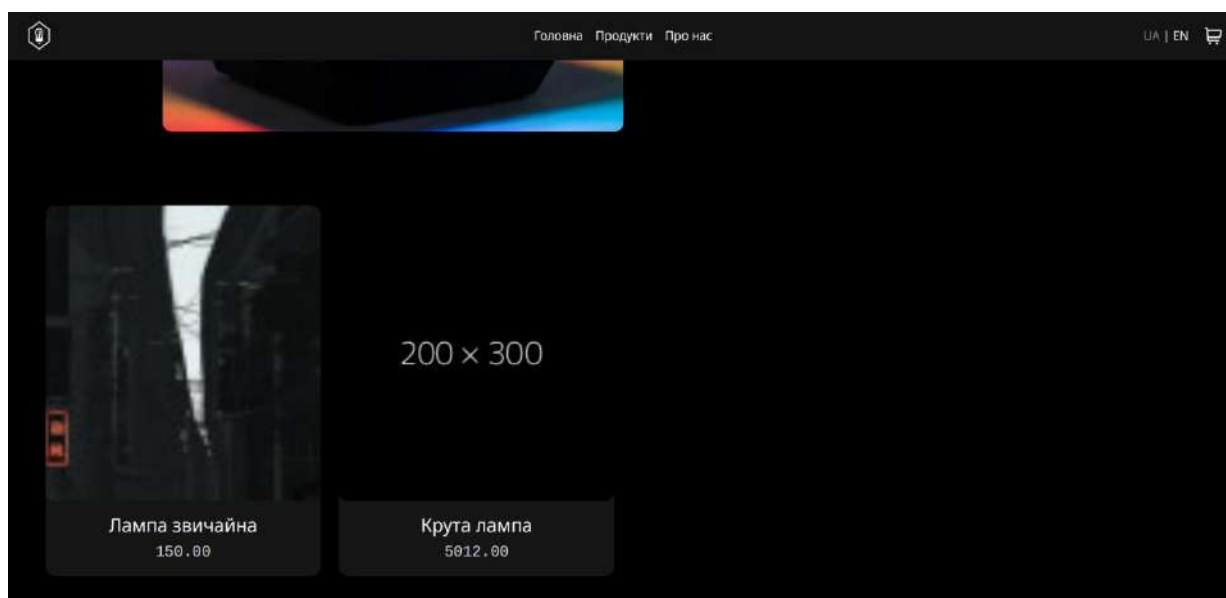 Головна Продукти Про нас
UA | EN
200 × 300
Лампа звичайна
150.00
Крута лампа
5012.00